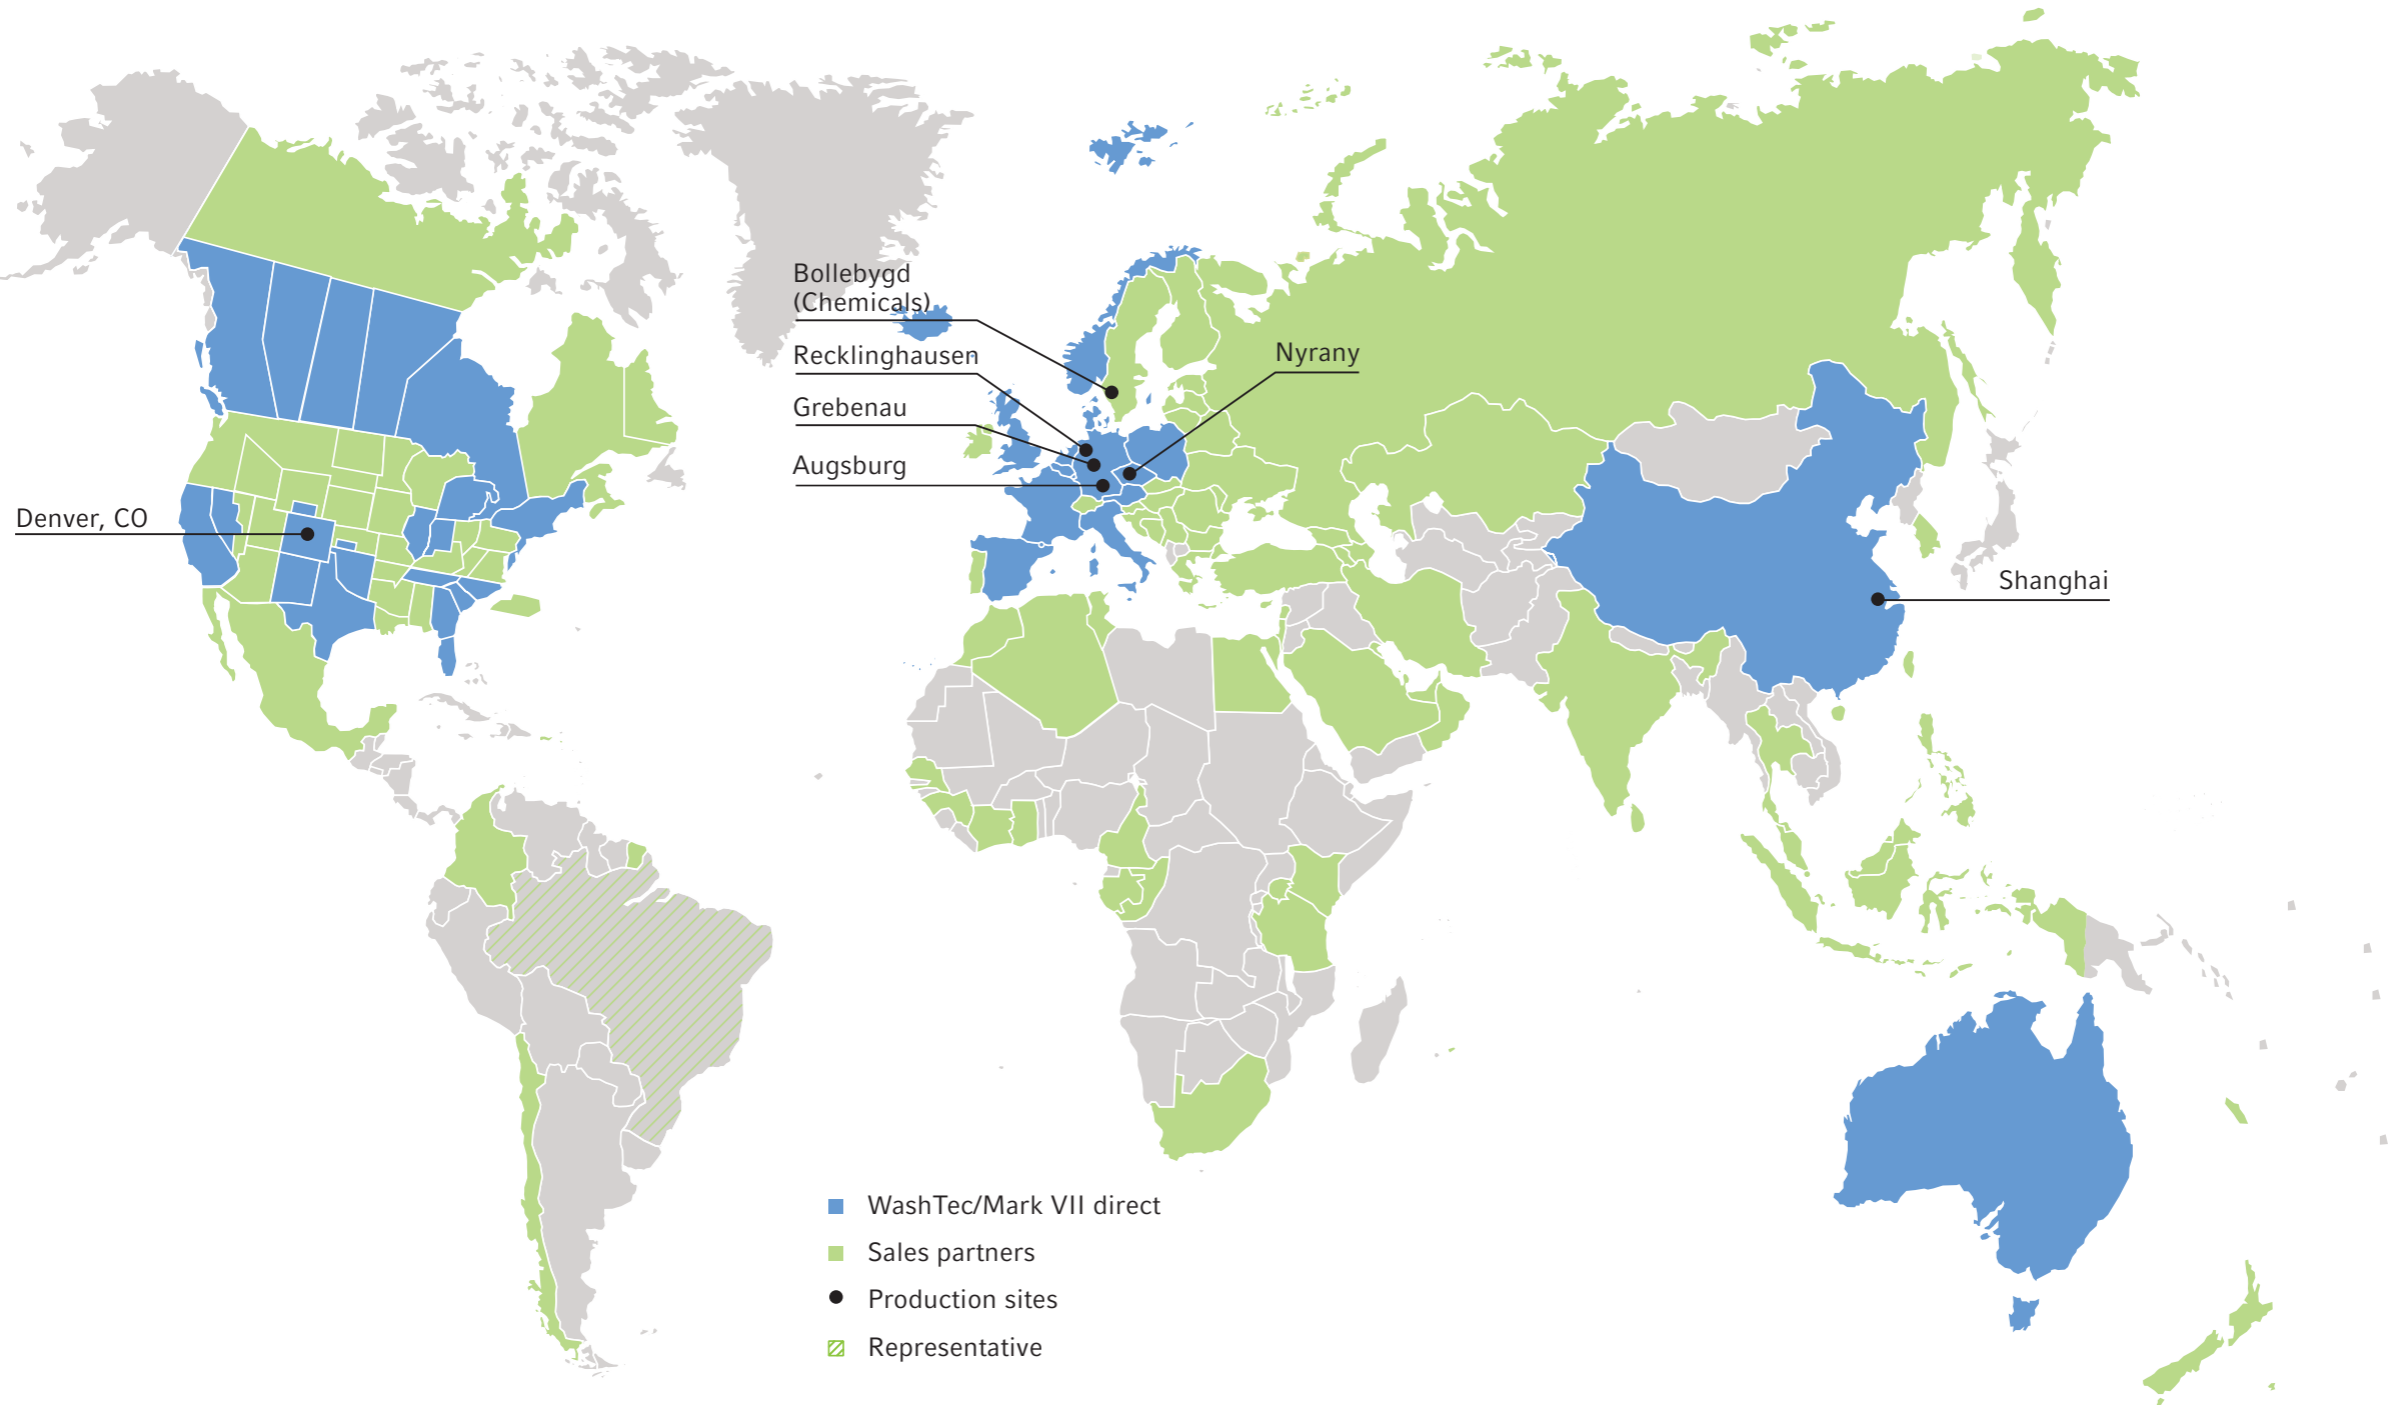 Bollebygd
(Chemicals)
Recklinghausen
Nyrany
Grebenau
Augsburg
Denver, CO
Shanghai
WashTec/Mark VII direct
Sales partners
Production sites
Representative